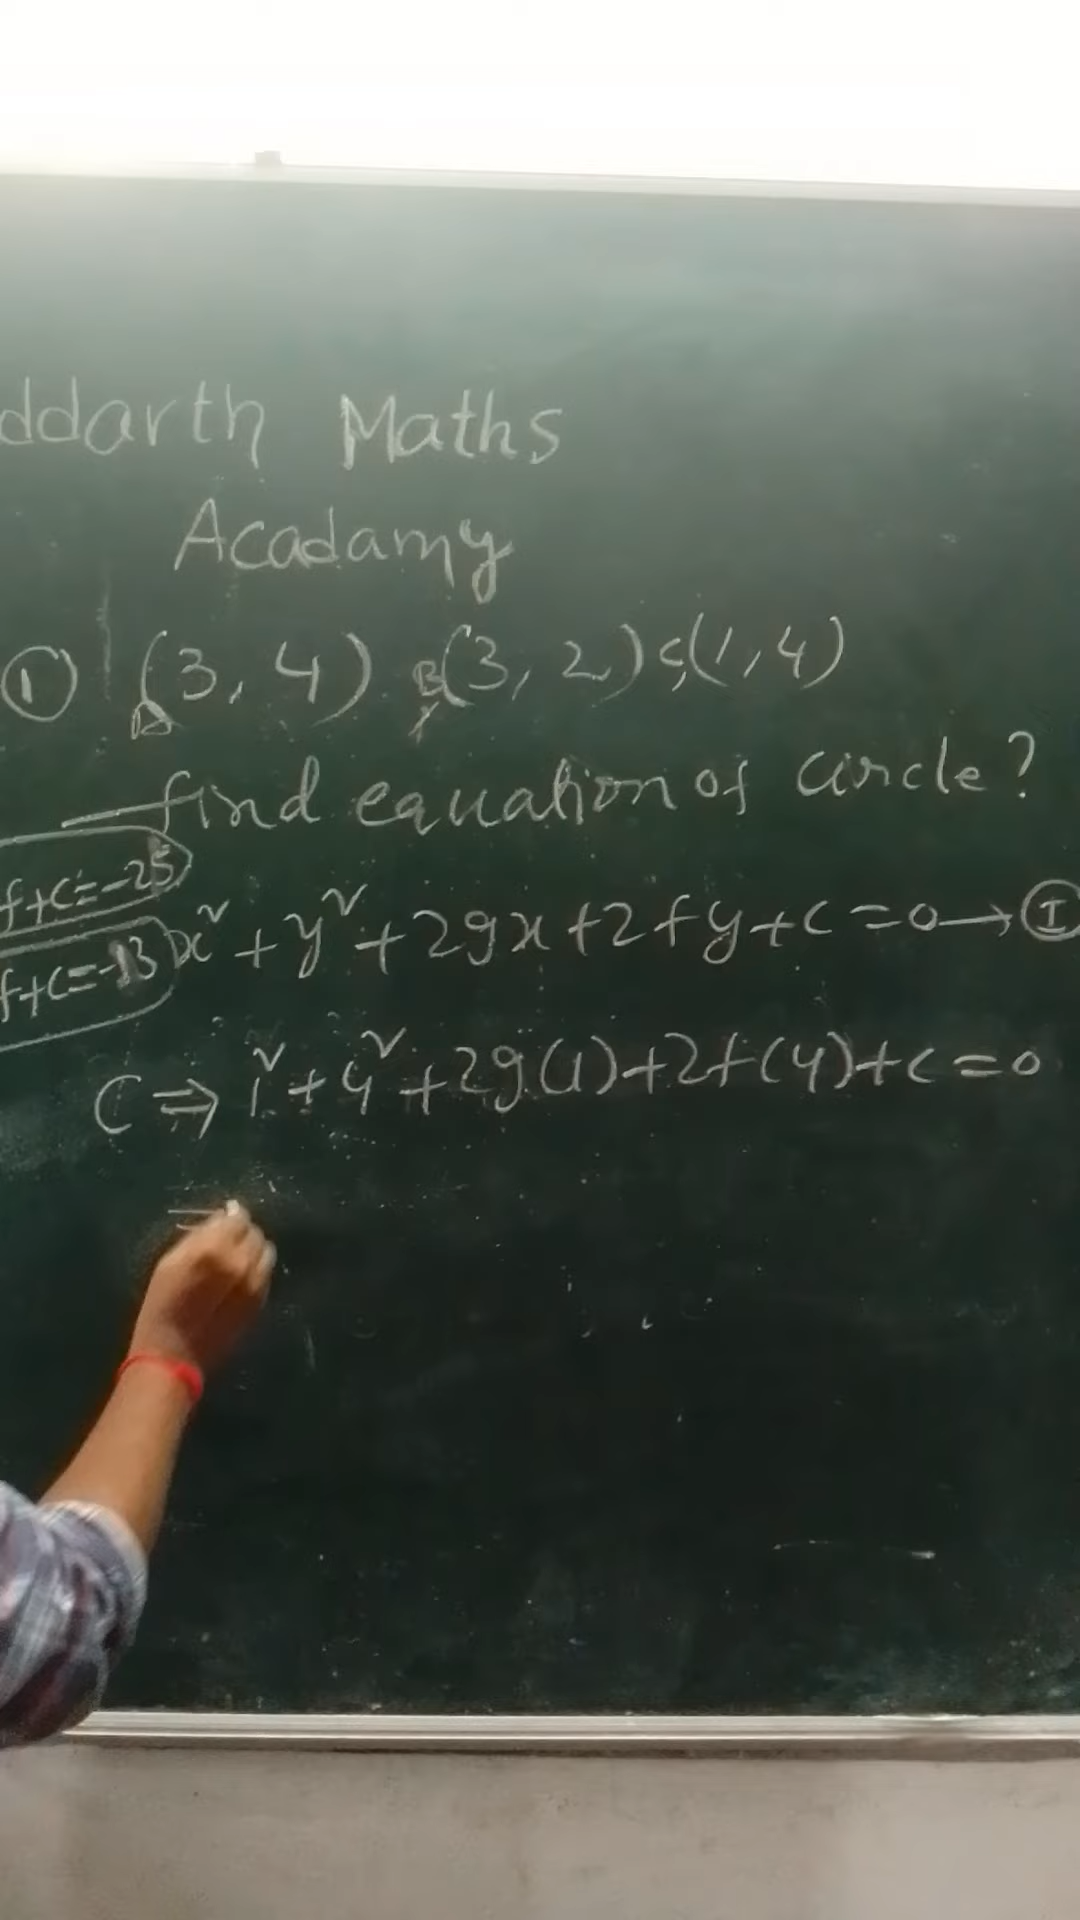 ddarth Maths
Acadamy
① A(3, 4) B(3, 2) C(1, 4)
find equation of circle?
f+c=-25
f+c=-13
x² + y² + 2gx + 2fy + c = 0 → Ⓘ
C ⇒ 1² + 4² + 2g(1) + 2f(4) + c = 0